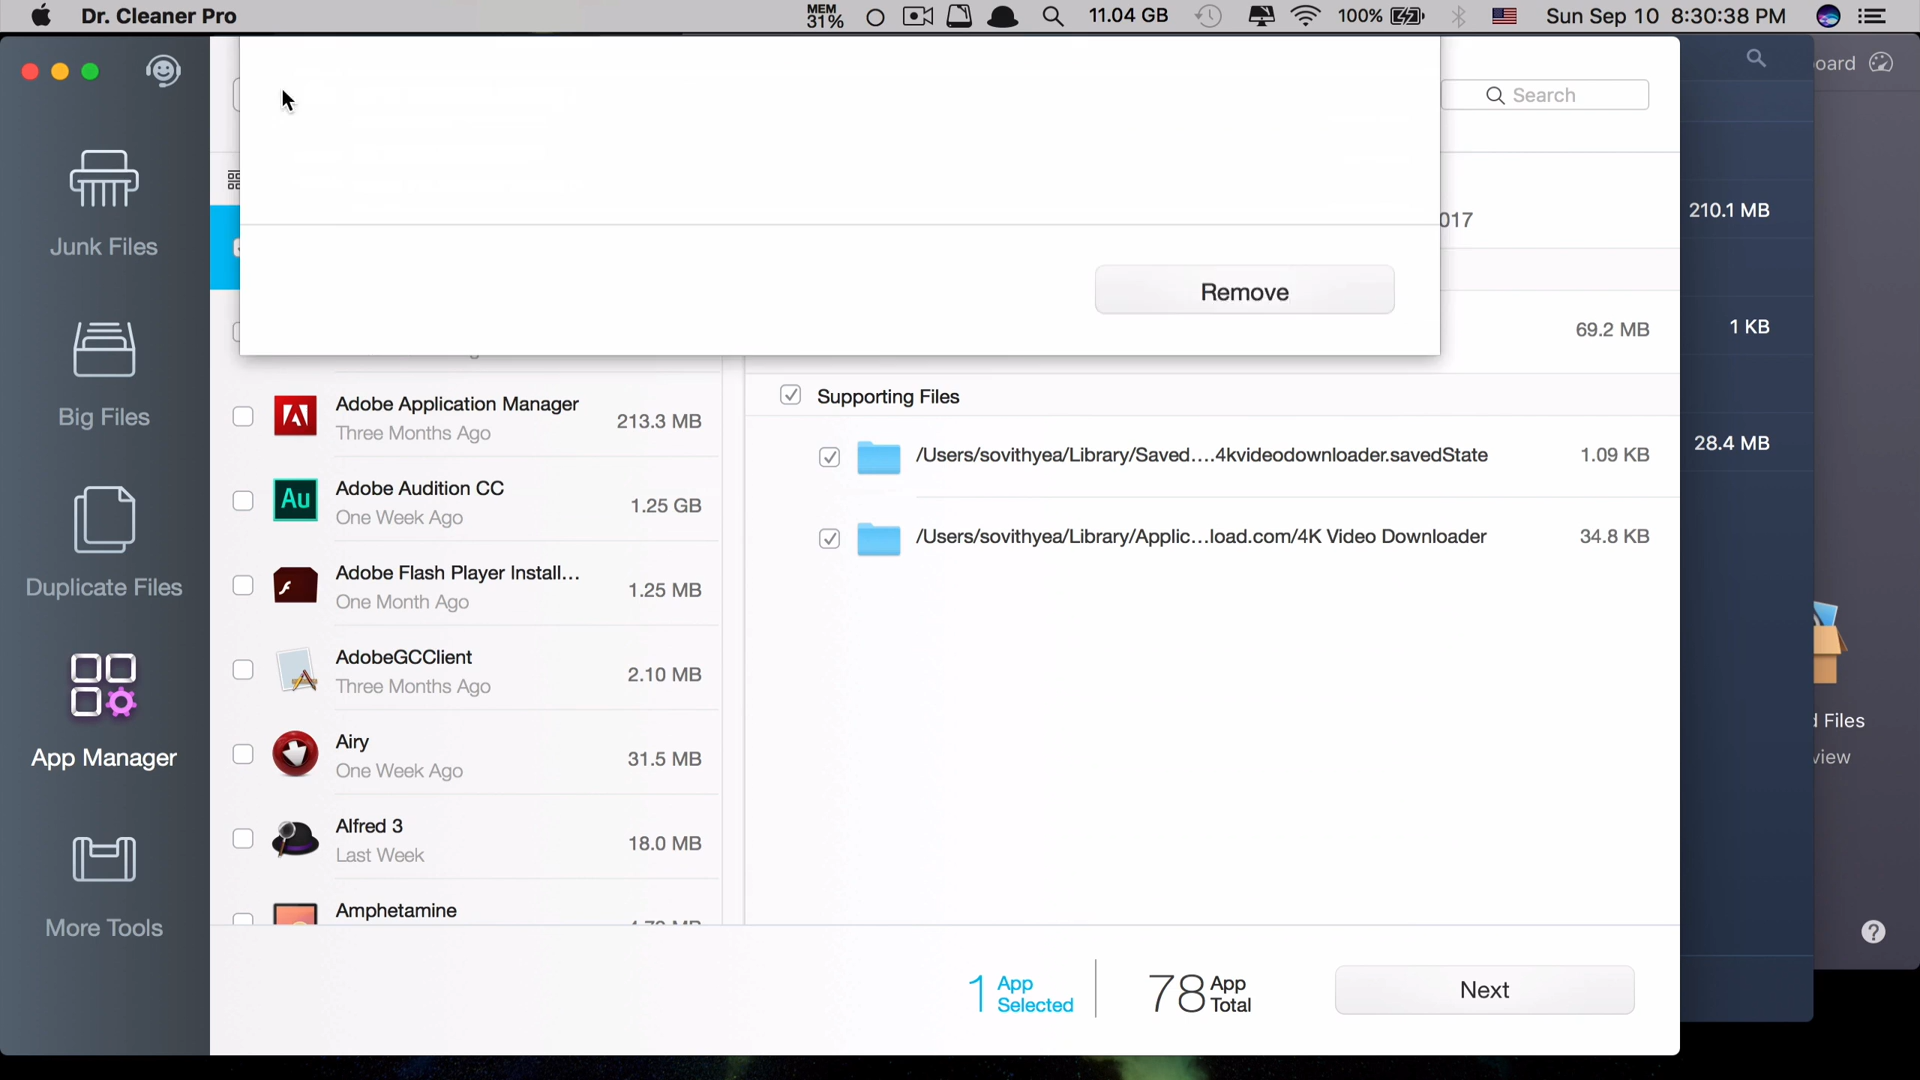 Dr. Cleaner Pro
MEM
31%
11.04 GB
100%
Sun Sep 10 8:30:38 PM
Junk Files
Big Files
Duplicate Files
App Manager
More Tools
Search
017
Remove
69.2 MB
Supporting Files
/Users/sovithyea/Library/Saved....4kvideodownloader.savedState
1.09 KB
/Users/sovithyea/Library/Applic...load.com/4K Video Downloader
34.8 KB
Adobe Application Manager
Three Months Ago
213.3 MB
Au
Adobe Audition CC
One Week Ago
1.25 GB
Adobe Flash Player Install...
One Month Ago
1.25 MB
AdobeGCClient
Three Months Ago
2.10 MB
Airy
One Week Ago
31.5 MB
Alfred 3
Last Week
18.0 MB
Amphetamine
1 App Selected
78 App Total
Next
210.1 MB
1 KB
28.4 MB
oard
Files
view
?